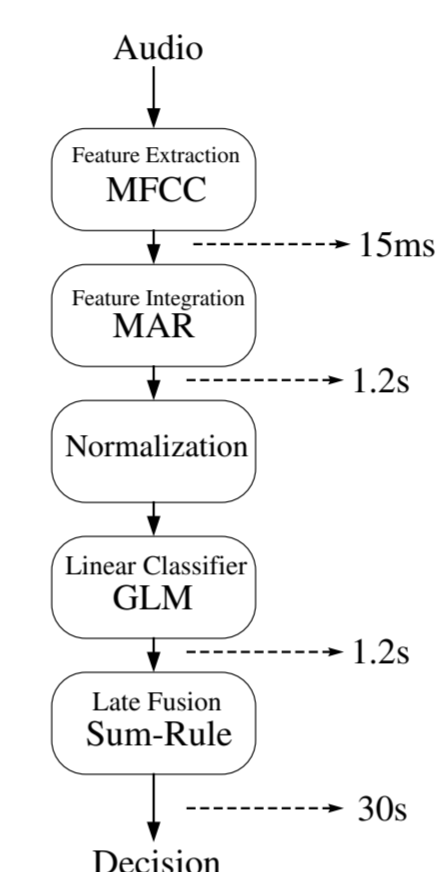 Audio
Feature Extraction
MFCC
15ms
Feature Integration
MAR
1.2s
Normalization
Linear Classifier
GLM
1.2s
Late Fusion
Sum-Rule
30s
Decision